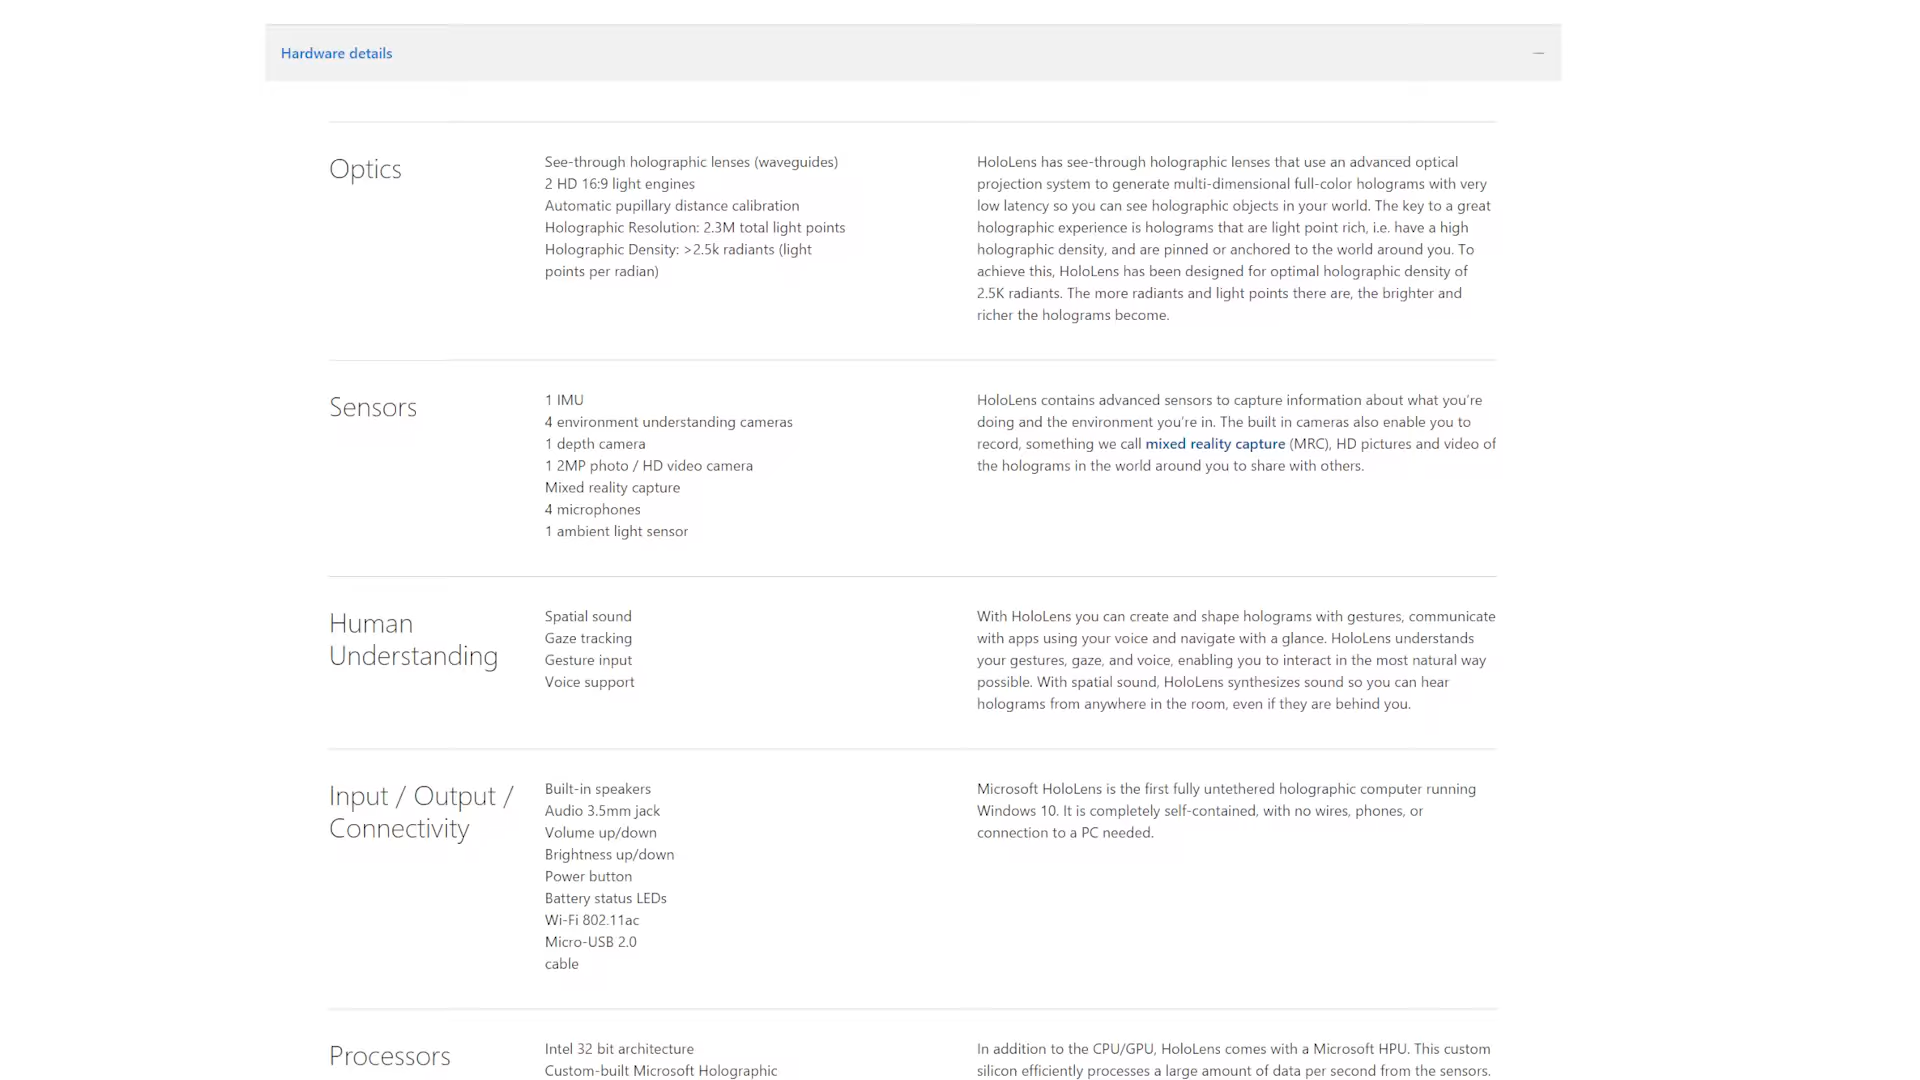 Hardware details
Optics
See-through holographic lenses (waveguides)
2 HD 16:9 light engines
Automatic pupillary distance calibration
Holographic Resolution: 2.3M total light points
Holographic Density: >2.5k radiants (light
points per radian)
HoloLens has see-through holographic lenses that use an advanced optical
projection system to generate multi-dimensional full-color holograms with very
low latency so you can see holographic objects in your world. The key to a great
holographic experience is holograms that are light point rich, i.e. have a high
holographic density, and are pinned or anchored to the world around you. To
achieve this, HoloLens has been designed for optimal holographic density of
2.5K radiants. The more radiants and light points there are, the brighter and
richer the holograms become.
Sensors
1 IMU
4 environment understanding cameras
1 depth camera
1 2MP photo / HD video camera
Mixed reality capture
4 microphones
1 ambient light sensor
HoloLens contains advanced sensors to capture information about what you're
doing and the environment you're in. The built in cameras also enable you to
record, something we call mixed reality capture (MRC), HD pictures and video of
the holograms in the world around you to share with others.
Human
Understanding
Spatial sound
Gaze tracking
Gesture input
Voice support
With HoloLens you can create and shape holograms with gestures, communicate
with apps using your voice and navigate with a glance. HoloLens understands
your gestures, gaze, and voice, enabling you to interact in the most natural way
possible. With spatial sound, HoloLens synthesizes sound so you can hear
holograms from anywhere in the room, even if they are behind you.
Input / Output /
Connectivity
Built-in speakers
Audio 3.5mm jack
Volume up/down
Brightness up/down
Power button
Battery status LEDs
Wi-Fi 802.11ac
Micro-USB 2.0
cable
Microsoft HoloLens is the first fully untethered holographic computer running
Windows 10. It is completely self-contained, with no wires, phones, or
connection to a PC needed.
Processors
Intel 32 bit architecture
Custom-built Microsoft Holographic
In addition to the CPU/GPU, HoloLens comes with a Microsoft HPU. This custom
silicon efficiently processes a large amount of data per second from the sensors.